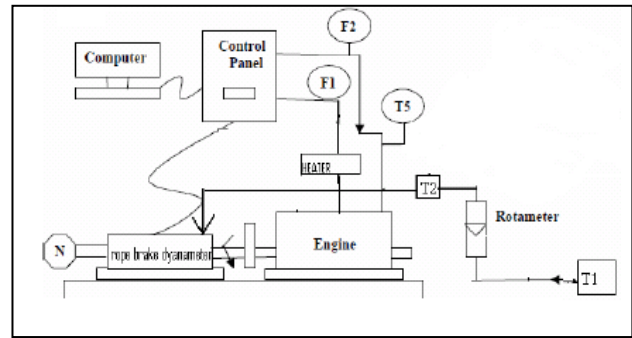 F2
Control
Panel
Computer
F1
T5
HEATER
T2
Rotameter
N
rope brake dyanameter
Engine
T1